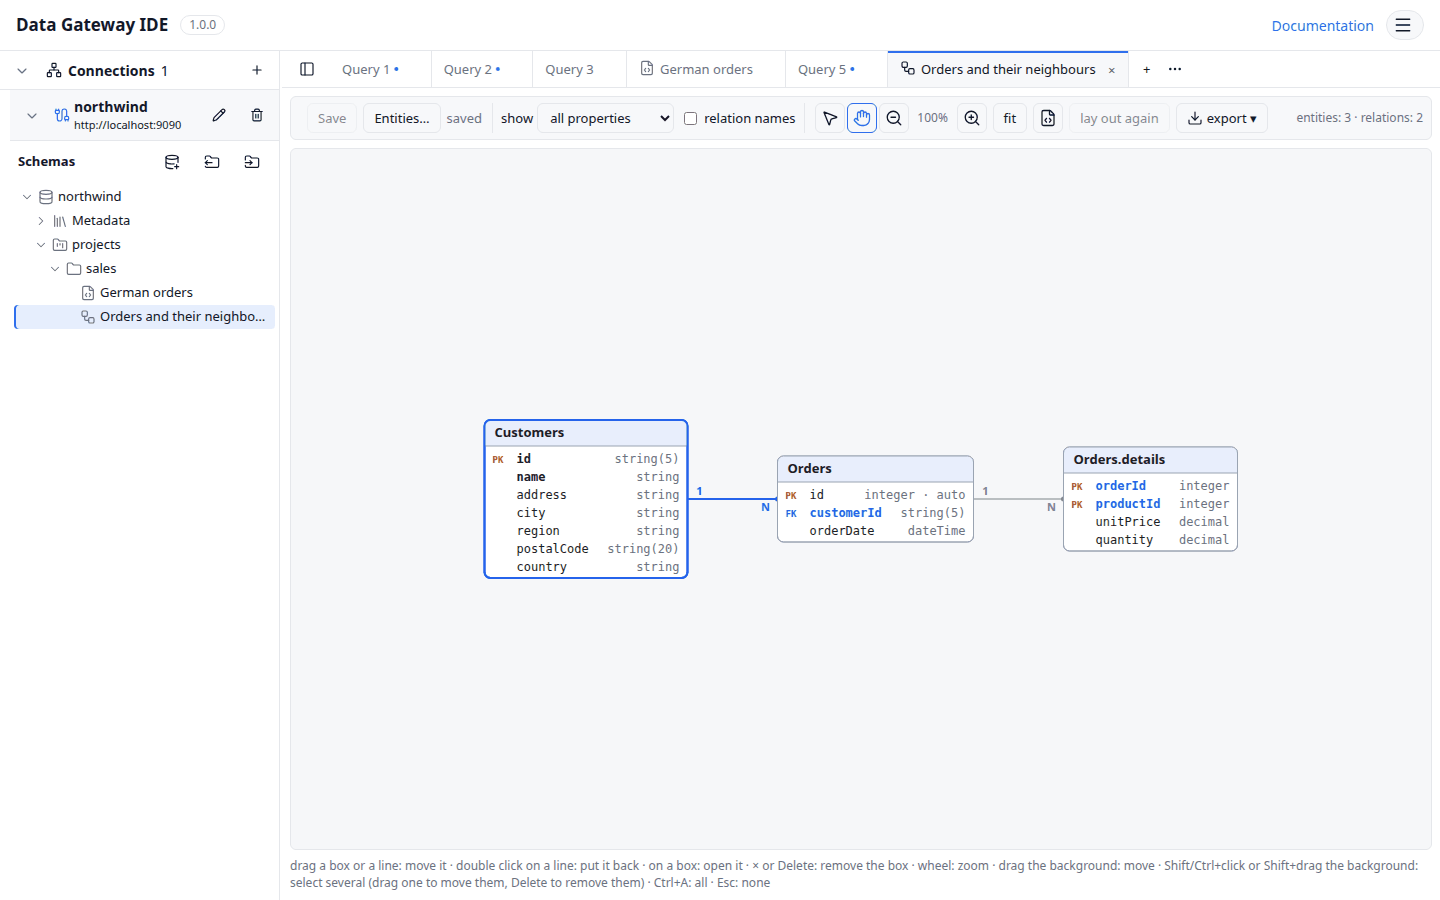 Data Gateway IDE 1.0.0 Documentation
Connections 1
Query 1 • Query 2 • Query 3 German orders Query 5 • Orders and their neighbours × + ...
northwind
http://localhost:9090
Save Entities... saved show all properties relation names 100% fit lay out again export ▾ entities: 3 · relations: 2
Schemas
northwind
Metadata
projects
sales
German orders
Orders and their neighbo...
Customers
PK id string(5)
name string
address string
city string
region string
postalCode string(20)
country string
1
N
Orders
PK id integer · auto
FK customerId string(5)
orderDate dateTime
1
N
Orders.details
PK orderId integer
PK productId integer
unitPrice decimal
quantity decimal
drag a box or a line: move it · double click on a line: put it back · on a box: open it · × or Delete: remove the box · wheel: zoom · drag the background: move · Shift/Ctrl+click or Shift+drag the background:
select several (drag one to move them, Delete to remove them) · Ctrl+A: all · Esc: none